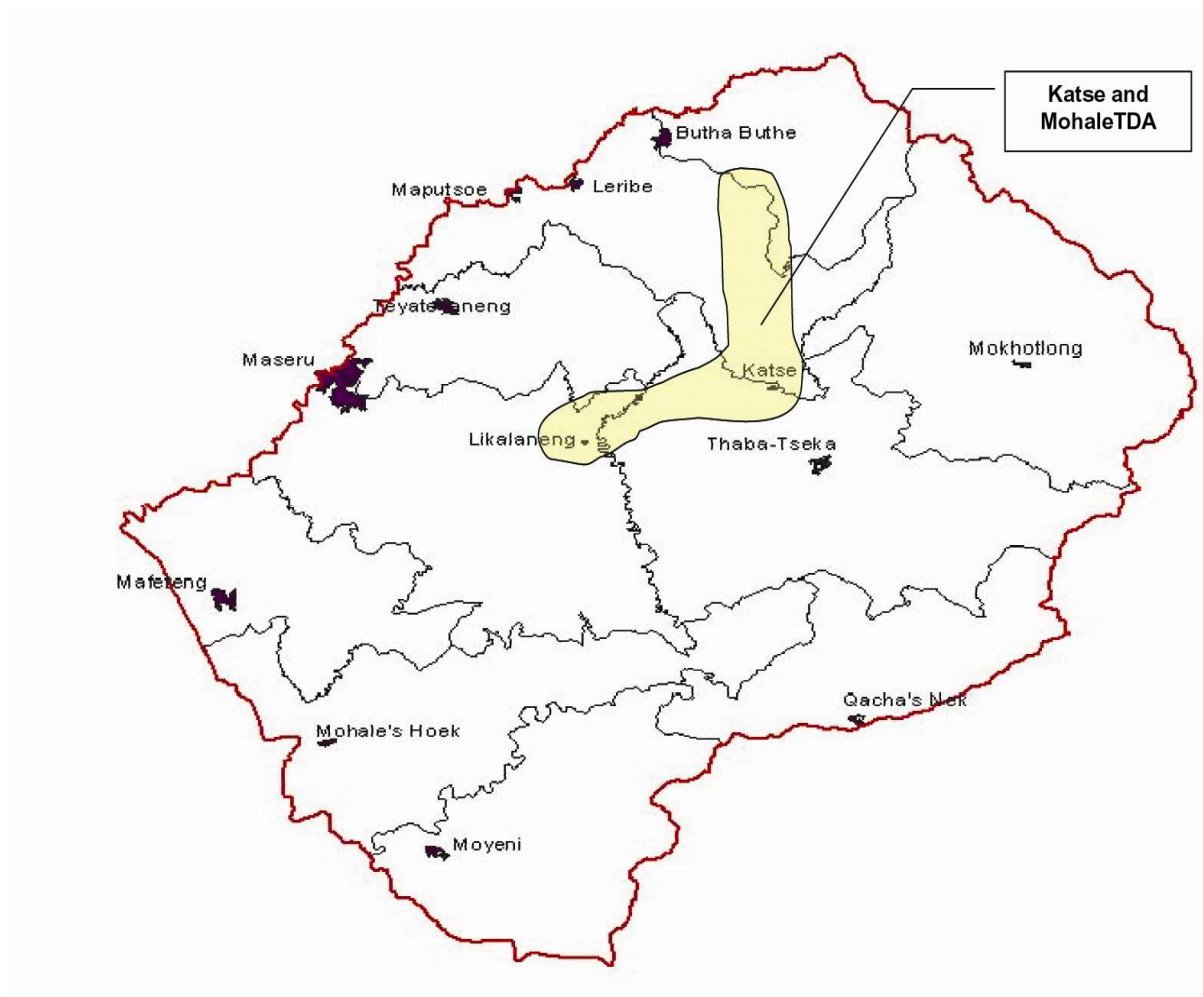 Katse and
MohaleTDA
Butha Buthe
Maputsoe
Leribe
Teyateyaneng
Maseru
Mokhotlong
Katse
Likalaneng
Thaba-Tseka
Mafeteng
Qacha's Nek
Mohale's Hoek
Moyeni